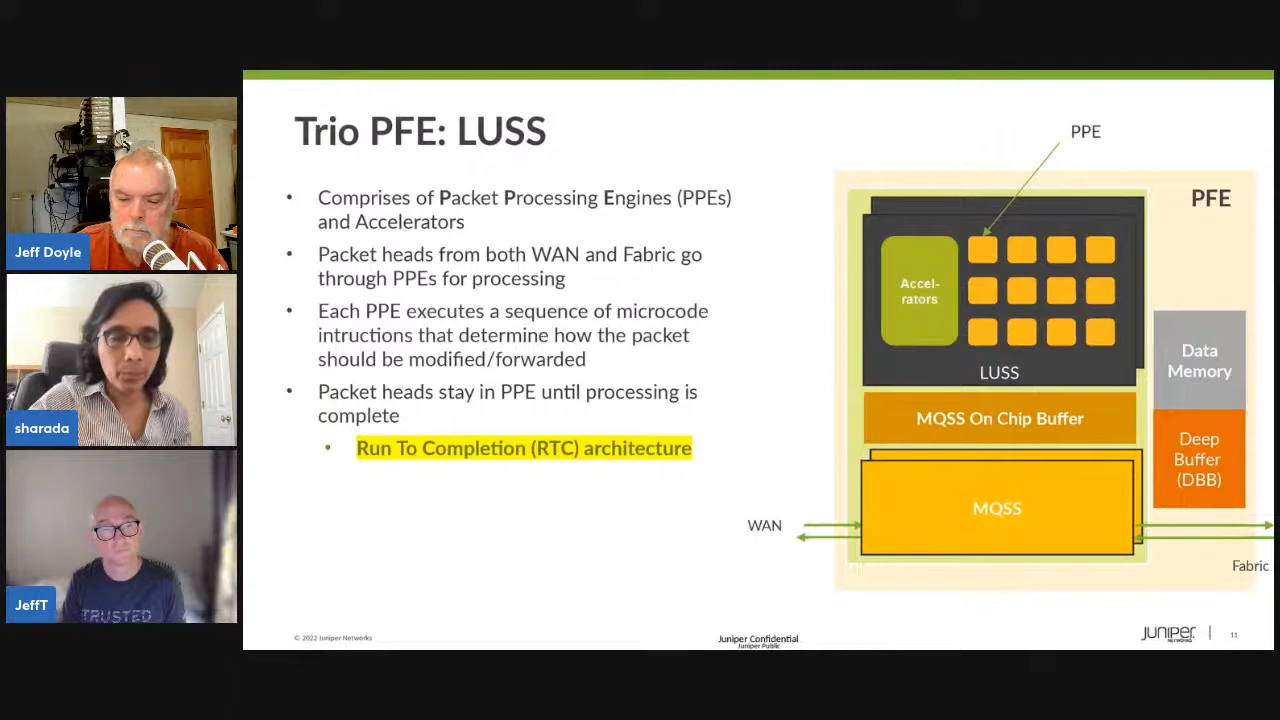 Trio PFE: LUSS
• Comprises of Packet Processing Engines (PPEs)
and Accelerators
• Packet heads from both WAN and Fabric go
through PPEs for processing
• Each PPE executes a sequence of microcode
intructions that determine how the packet
should be modified/forwarded
• Packet heads stay in PPE until processing is
complete
• Run To Completion (RTC) architecture
PPE
PFE
Accel-
rators
LUSS
MQSS On Chip Buffer
MQSS
Data
Memory
Deep
Buffer
(DBB)
WAN
Fabric
© 2022 Juniper Networks
Juniper Confidential
Juniper Public
JUNIPER
NETWORKS
11
Jeff Doyle
sharada
JeffT
TRUSTED